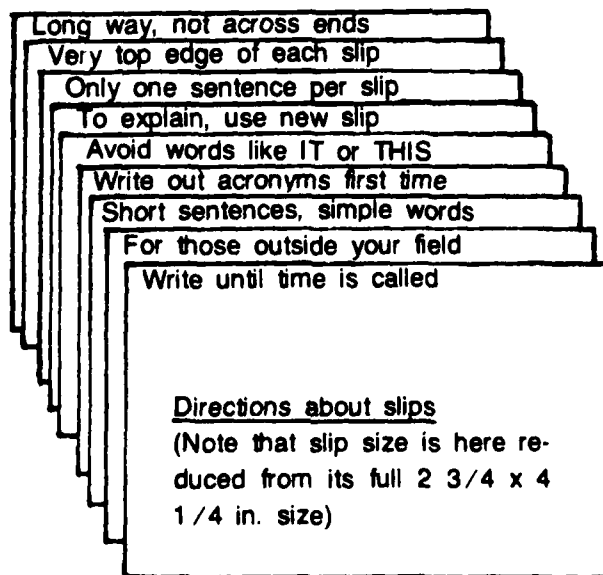 Long way, not across ends
Very top edge of each slip
Only one sentence per slip
To explain, use new slip
Avoid words like IT or THIS
Write out acronyms first time
Short sentences, simple words
For those outside your field
Write until time is called
Directions about slips
(Note that slip size is here re-
duced from its full 2 3/4 x 4
1/4 in. size)